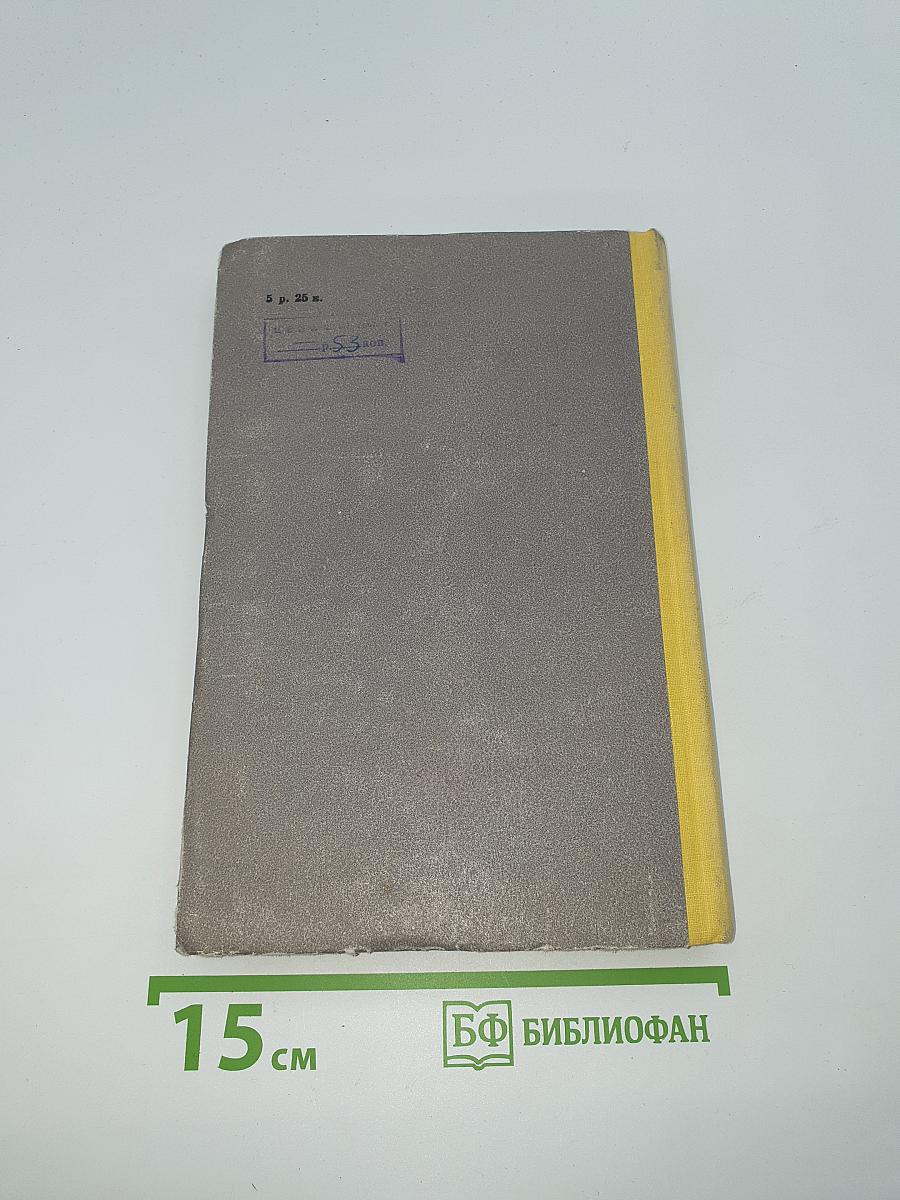 5 р. 25 к.
р. 53 коп.
15 см
БФ БИБЛИОФАН